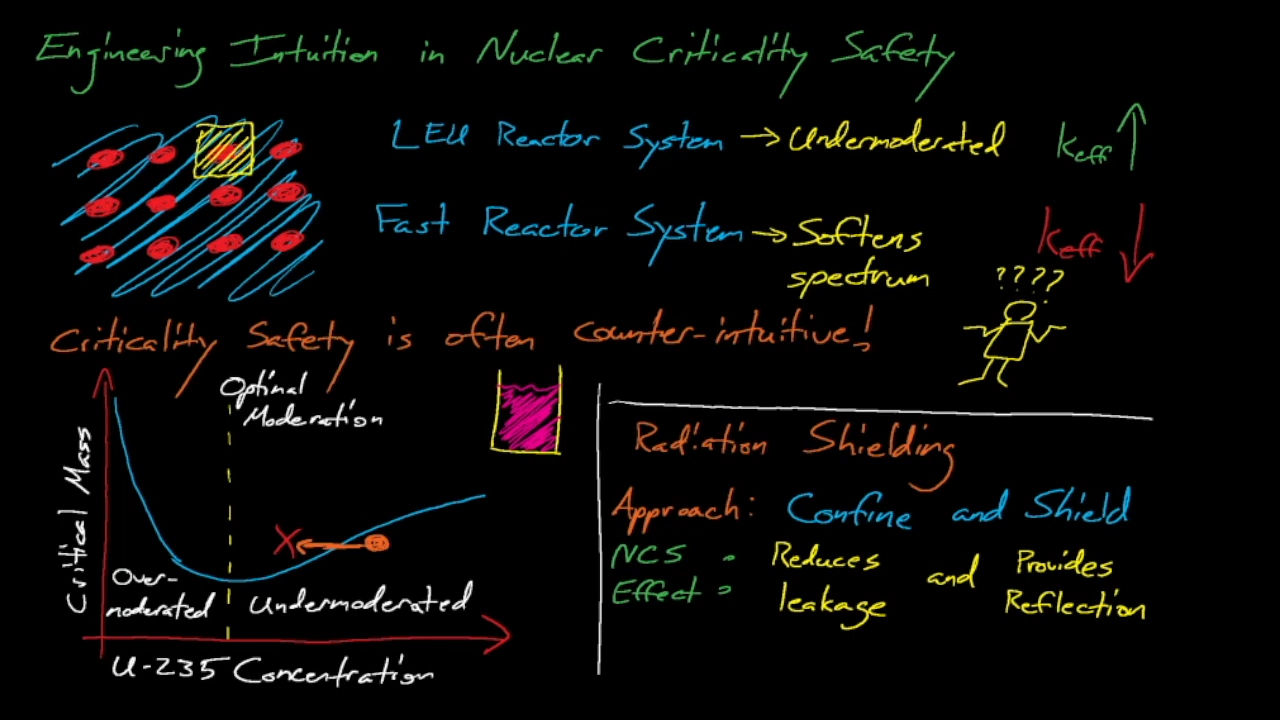 Engineering Intuition in Nuclear Criticality Safety
LEU Reactor System → Undermoderated Keff ↑
Fast Reactor System → Softens spectrum Keff ↓
????
Criticality Safety is often counter-intuitive!
Optimal
Moderation
Critical Mass
X
Over-
moderated
Undermoderated
U-235 Concentration
Radiation Shielding
Approach: Confine and Shield
NCS Effect: Reduces leakage and Provides Reflection